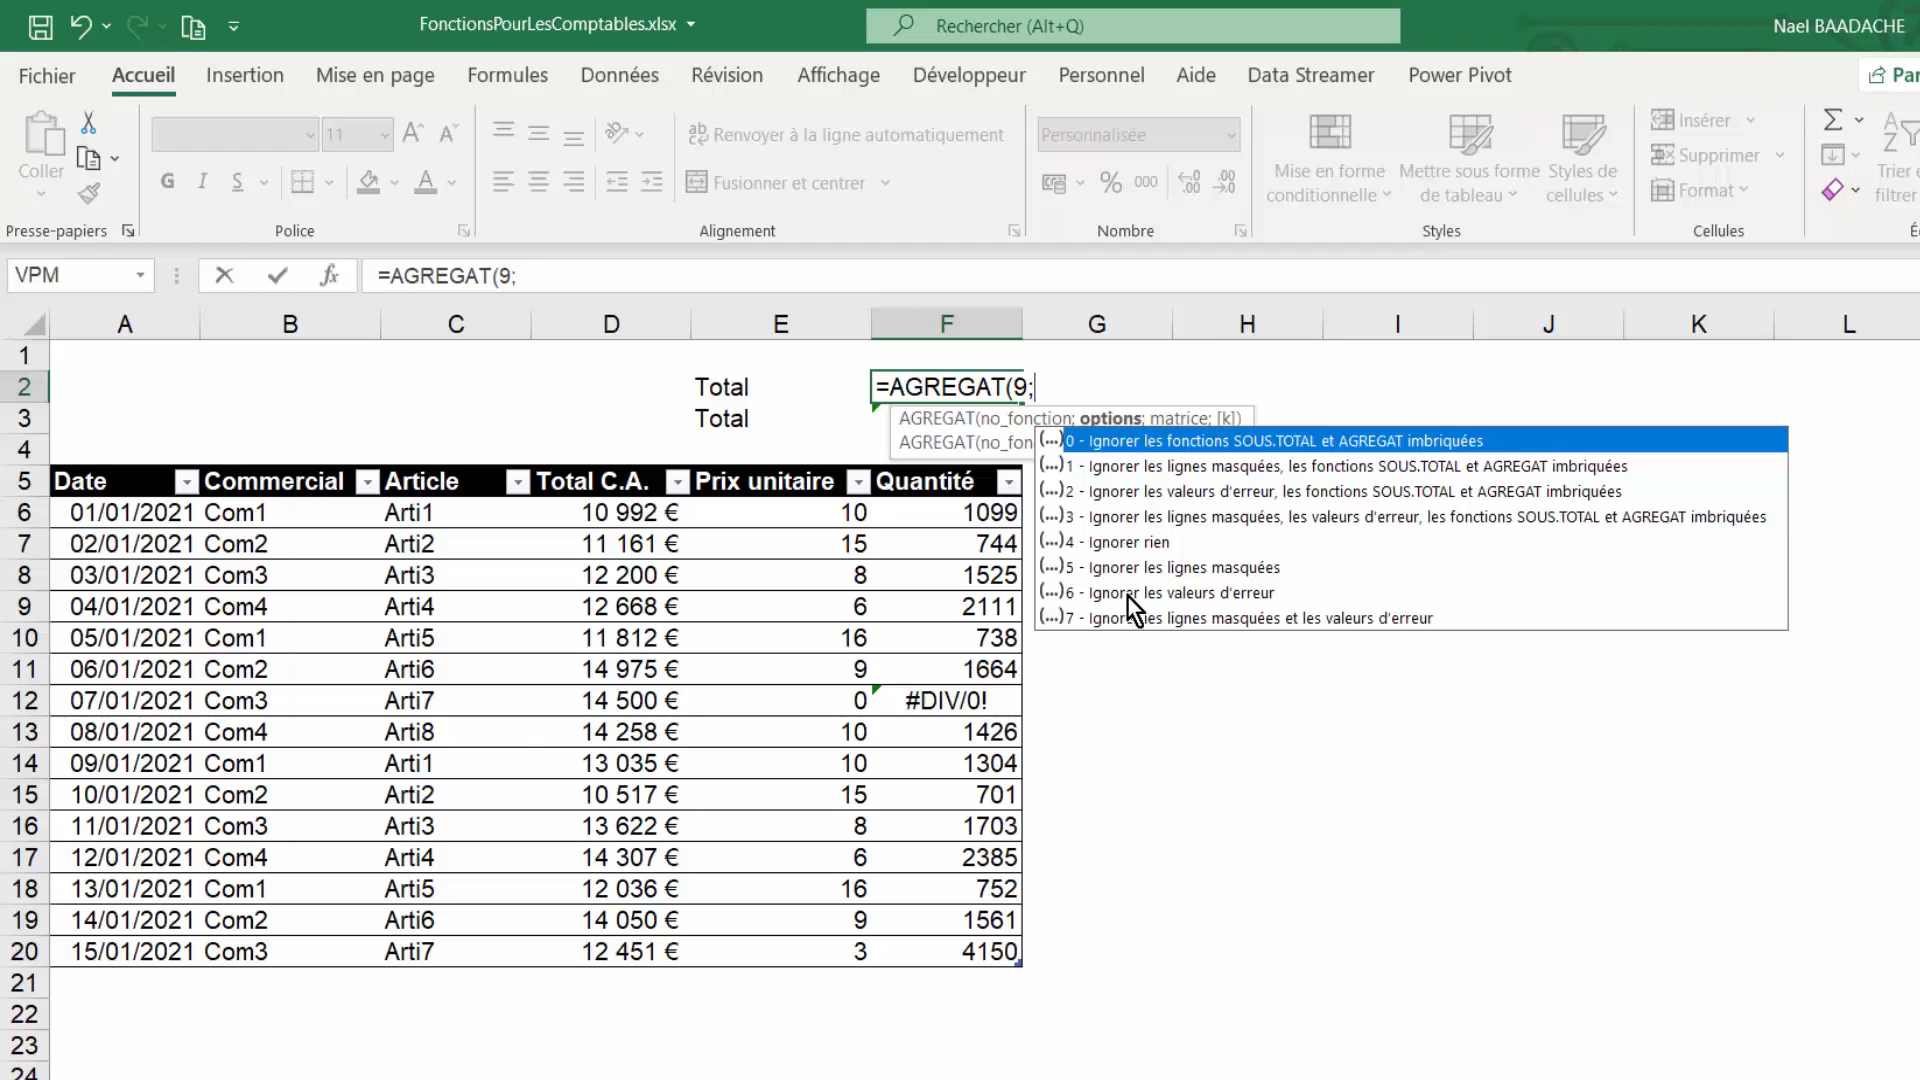 FonctionsPourLesComptables.xlsx
Rechercher (Alt+Q)
Nael BAADACHE
Fichier Accueil Insertion Mise en page Formules Données Révision Affichage Développeur Personnel Aide Data Streamer Power Pivot
Coller
11
G I S
Renvoyer à la ligne automatiquement
Fusionner et centrer
Personnalisée
% 000
Mise en forme conditionnelle
Mettre sous forme de tableau
Styles de cellules
Insérer
Supprimer
Format
Trier
filtrer
Presse-papiers Police Alignement Nombre Styles Cellules
VPM fx =AGREGAT(9;
A B C D E F G H I J K L
1
2 Total =AGREGAT(9;
3 Total
AGREGAT(no_fonction; options; matrice; [k])
4
0 - Ignorer les fonctions SOUS.TOTAL et AGREGAT imbriquées
1 - Ignorer les lignes masquées, les fonctions SOUS.TOTAL et AGREGAT imbriquées
2 - Ignorer les valeurs d'erreur, les fonctions SOUS.TOTAL et AGREGAT imbriquées
3 - Ignorer les lignes masquées, les valeurs d'erreur, les fonctions SOUS.TOTAL et AGREGAT imbriquées
4 - Ignorer rien
5 - Ignorer les lignes masquées
6 - Ignorer les valeurs d'erreur
7 - Ignorer les lignes masquées et les valeurs d'erreur
5 Date Commercial Article Total C.A. Prix unitaire Quantité
6 01/01/2021 Com1 Arti1 10 992 € 10 1099
7 02/01/2021 Com2 Arti2 11 161 € 15 744
8 03/01/2021 Com3 Arti3 12 200 € 8 1525
9 04/01/2021 Com4 Arti4 12 668 € 6 2111
10 05/01/2021 Com1 Arti5 11 812 € 16 738
11 06/01/2021 Com2 Arti6 14 975 € 9 1664
12 07/01/2021 Com3 Arti7 14 500 € 0 #DIV/0!
13 08/01/2021 Com4 Arti8 14 258 € 10 1426
14 09/01/2021 Com1 Arti1 13 035 € 10 1304
15 10/01/2021 Com2 Arti2 10 517 € 15 701
16 11/01/2021 Com3 Arti3 13 622 € 8 1703
17 12/01/2021 Com4 Arti4 14 307 € 6 2385
18 13/01/2021 Com1 Arti5 12 036 € 16 752
19 14/01/2021 Com2 Arti6 14 050 € 9 1561
20 15/01/2021 Com3 Arti7 12 451 € 3 4150
21
22
23
24